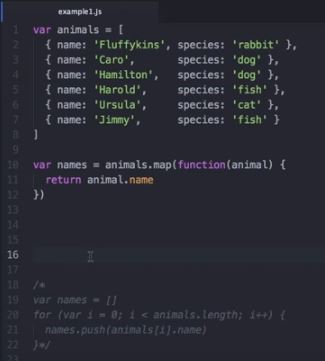 example1.js
1 var animals = [
2   { name: 'Fluffykins', species: 'rabbit' },
3   { name: 'Caro',       species: 'dog' },
4   { name: 'Hamilton',   species: 'dog' },
5   { name: 'Harold',     species: 'fish' },
6   { name: 'Ursula',     species: 'cat' },
7   { name: 'Jimmy',      species: 'fish' }
8 ]
9
10 var names = animals.map(function(animal) {
11   return animal.name
12 })
13
14
15
16
17
18 /*
19 var names = []
20 for (var i = 0; i < animals.length; i++) {
21   names.push(animals[i].name)
22 }*/
23